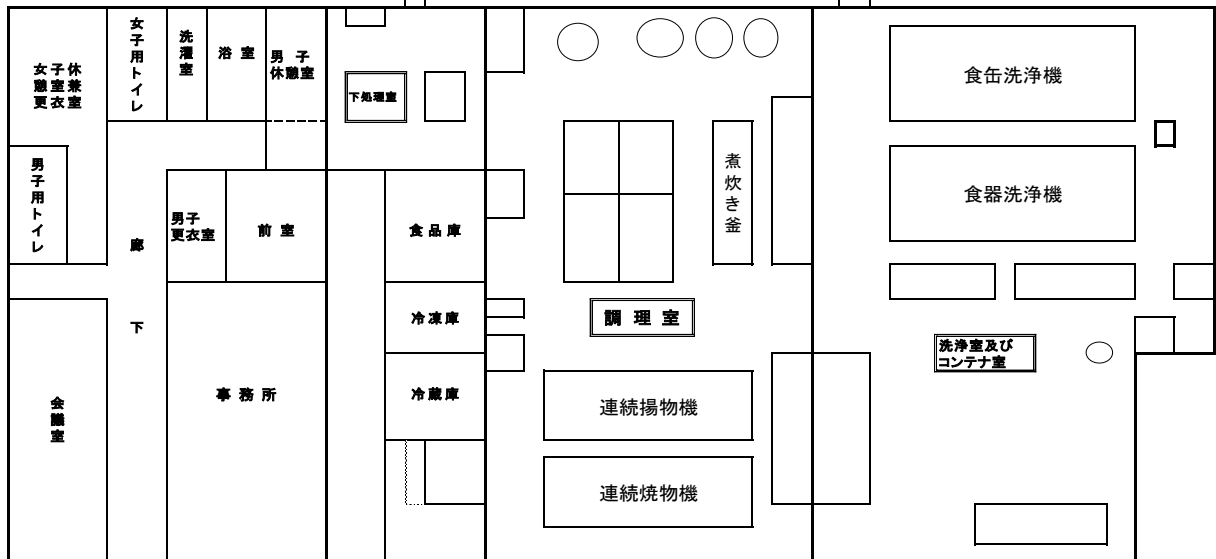 女子休
憩室兼
更衣室
女子用トイレ
洗濯室
浴室
男子
休憩室
下処理室
男子用トイレ
男子
更衣室
前室
廊下
食品庫
冷凍庫
冷蔵庫
事務所
会議室
煮炊き釜
調理室
連続揚物機
連続焼物機
食缶洗浄機
食器洗浄機
洗浄室及び
コンテナ室